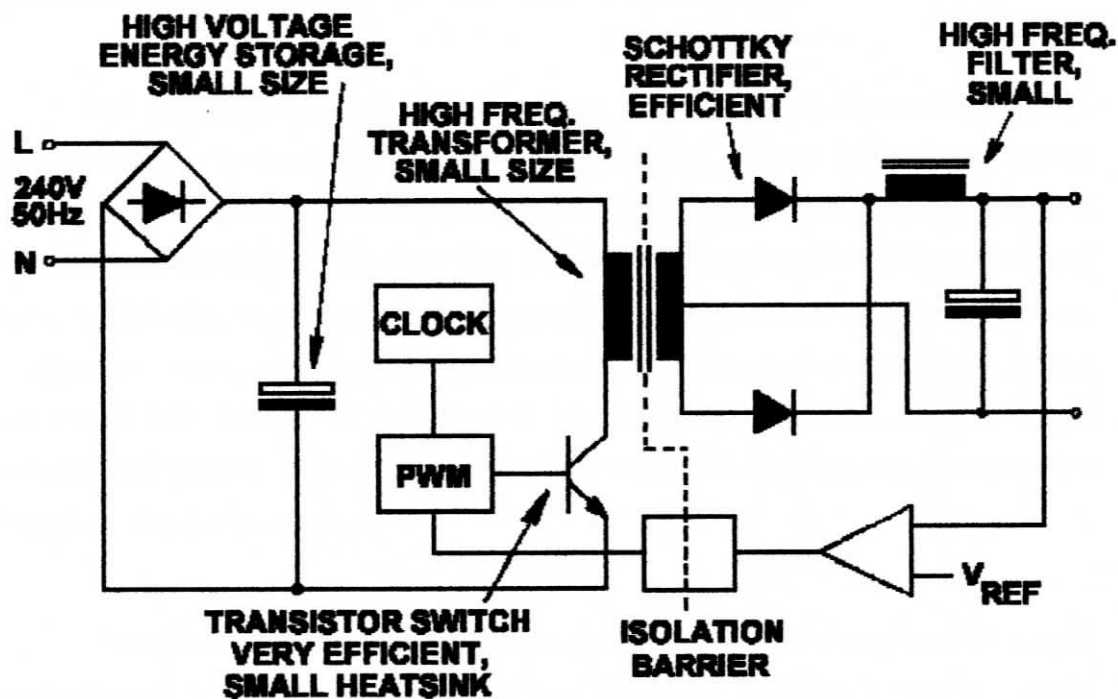 HIGH VOLTAGE
ENERGY STORAGE,
SMALL SIZE
HIGH FREQ.
TRANSFORMER,
SMALL SIZE
SCHOTTKY
RECTIFIER,
EFFICIENT
HIGH FREQ.
FILTER,
SMALL
L
240V
50Hz
N
CLOCK
PWM
VREF
TRANSISTOR SWITCH
VERY EFFICIENT,
SMALL HEATSINK
ISOLATION
BARRIER